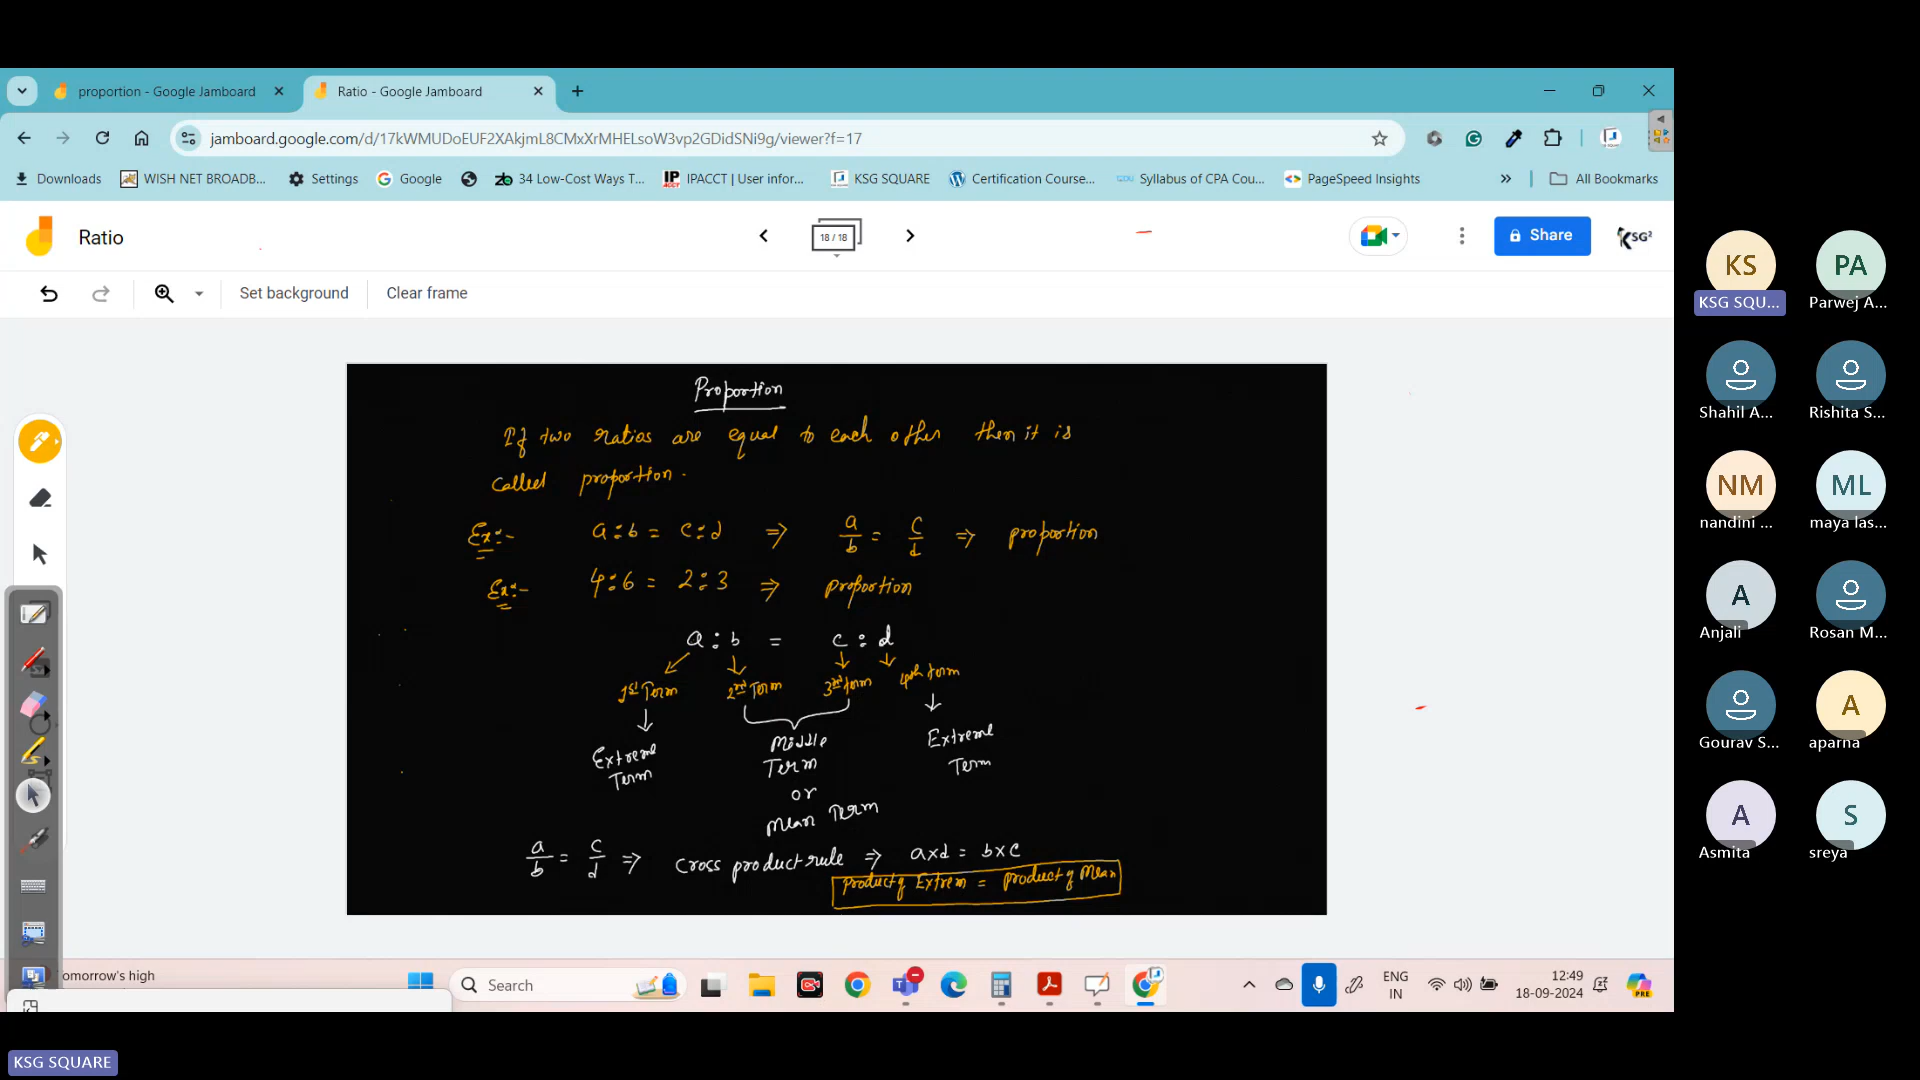 proportion - Google Jamboard
Ratio - Google Jamboard
jamboard.google.com/d/17kWMUDoEUF2XAkjmL8CMxXrMHELsoW3vp2GDidSNi9g/viewer?f=17
Downloads WISH NET BROADB... Settings Google 34 Low-Cost Ways T... IPACCT | User infor... KSG SQUARE Certification Course... Syllabus of CPA Cou... PageSpeed Insights » All Bookmarks
Ratio
18 / 18
Share
KSG²
Set background
Clear frame
Proportion
If two ratios are equal to each other then it is
called proportion.
Ex:- a:b = c:d ⇒ a/b = c/d ⇒ proportion
Ex:- 4:6 = 2:3 ⇒ proportion
a : b = c : d
1st Term 2nd Term 3rd term 4th term
Extreme Term
Middle Term
or
Mean Term
Extreme Term
a/b = c/d ⇒ cross product rule ⇒ a×d = b×c
product of Extrem = product of Mean
KS
KSG SQU...
PA
Parwej A...
Shahil A...
Rishita S...
NM
nandini ...
ML
maya las...
A
Anjali
Rosan M...
Gourav S...
A
aparna
A
Asmita
S
sreya
omorrow's high
Search
ENG
IN
12:49
18-09-2024
PRE
KSG SQUARE